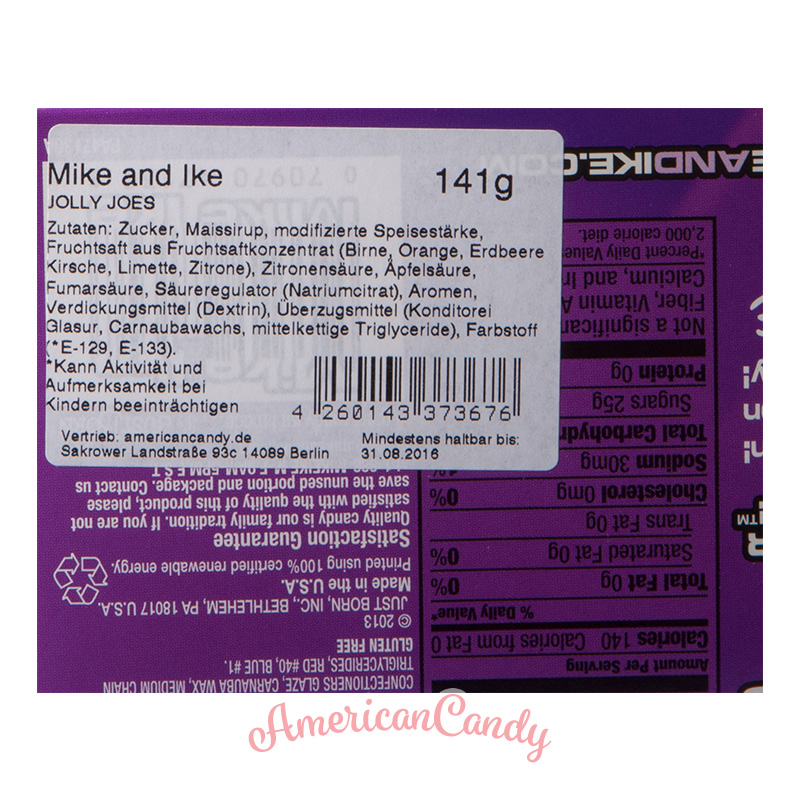 Mike and Ike 141g
JOLLY JOES
Zutaten: Zucker, Maissirup, modifizierte Speisestärke,
Fruchtsaft aus Fruchtsaftkonzentrat (Birne, Orange, Erdbeere
Kirsche, Limette, Zitrone), Zitronensäure, Äpfelsäure,
Fumarsäure, Säureregulator (Natriumcitrat), Aromen,
Verdickungsmittel (Dextrin), Überzugsmittel (Konditorei
Glasur, Carnaubawachs, mittelkettige Triglyceride), Farbstoff
(*E-129, E-133).
*Kann Aktivität und
Aufmerksamkeit bei
Kindern beeinträchtigen
4 260143 373676
Vertrieb: americancandy.de
Sakrower Landstraße 93c 14089 Berlin
Mindestens haltbar bis:
31.08.2016
EANDIKE.COM
0 70970
Amount Per Serving
Calories 140 Calories from Fat 0
% Daily Value*
Total Fat 0g 0%
Saturated Fat 0g 0%
Trans Fat 0g
Cholesterol 0mg 0%
Sodium 30mg
Total Carbohydr
Sugars 25g
Protein 0g
Not a significan
Fiber, Vitamin A
Calcium, and
*Percent Daily Value
2,000 calorie diet.
CONFECTIONERS GLAZE, CARNAUBA WAX, MEDIUM CHAIN
TRIGLYCERIDES, RED #40, BLUE #1.
GLUTEN FREE
© 2013
JUST BORN, INC., BETHLEHEM, PA 18017 U.S.A.
Made in the U.S.A.
Printed using 100% certified renewable energy.
Satisfaction Guarantee
Quality candy is our family tradition. If you are not
satisfied with the quality of this product, please
save the unused portion and package. Contact us.
AmericanCandy